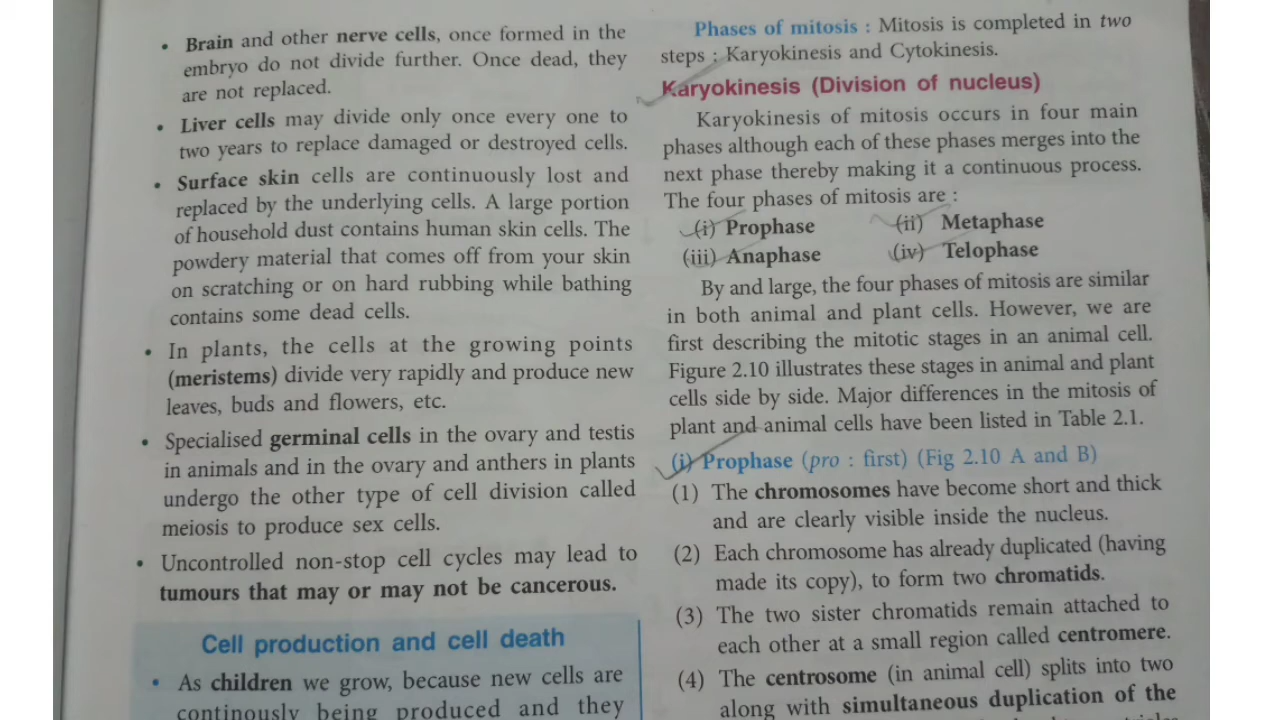 • Brain and other nerve cells, once formed in the
embryo do not divide further. Once dead, they
are not replaced.
• Liver cells may divide only once every one to
two years to replace damaged or destroyed cells.
• Surface skin cells are continuously lost and
replaced by the underlying cells. A large portion
of household dust contains human skin cells. The
powdery material that comes off from your skin
on scratching or on hard rubbing while bathing
contains some dead cells.
• In plants, the cells at the growing points
(meristems) divide very rapidly and produce new
leaves, buds and flowers, etc.
• Specialised germinal cells in the ovary and testis
in animals and in the ovary and anthers in plants
undergo the other type of cell division called
meiosis to produce sex cells.
• Uncontrolled non-stop cell cycles may lead to
tumours that may or may not be cancerous.
Cell production and cell death
• As children we grow, because new cells are
continously being produced and they
Phases of mitosis : Mitosis is completed in two
steps : Karyokinesis and Cytokinesis.
Karyokinesis (Division of nucleus)
Karyokinesis of mitosis occurs in four main
phases although each of these phases merges into the
next phase thereby making it a continuous process.
The four phases of mitosis are :
(i) Prophase (ii) Metaphase
(iii) Anaphase (iv) Telophase
By and large, the four phases of mitosis are similar
in both animal and plant cells. However, we are
first describing the mitotic stages in an animal cell.
Figure 2.10 illustrates these stages in animal and plant
cells side by side. Major differences in the mitosis of
plant and animal cells have been listed in Table 2.1.
(i) Prophase (pro : first) (Fig 2.10 A and B)
(1) The chromosomes have become short and thick
and are clearly visible inside the nucleus.
(2) Each chromosome has already duplicated (having
made its copy), to form two chromatids.
(3) The two sister chromatids remain attached to
each other at a small region called centromere.
(4) The centrosome (in animal cell) splits into two
along with simultaneous duplication of the